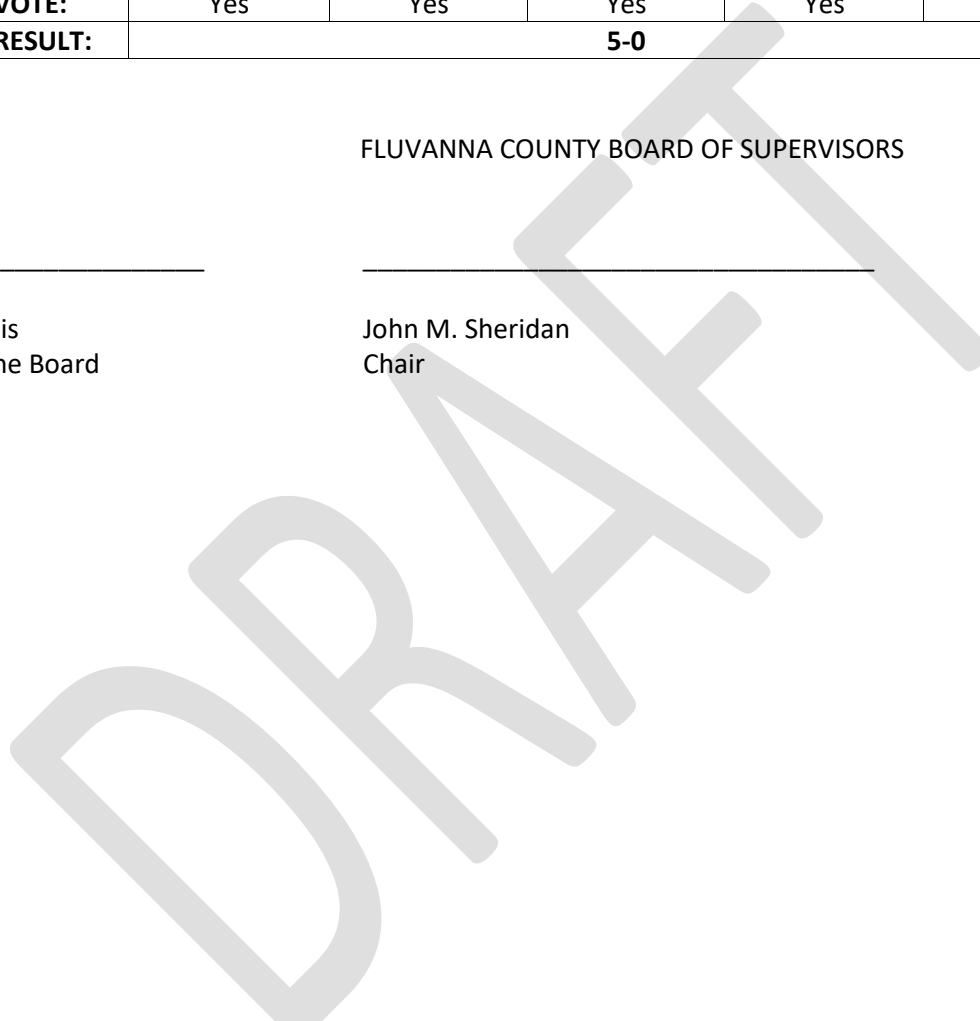 VOTE: Yes Yes Yes Yes
RESULT: 5-0
FLUVANNA COUNTY BOARD OF SUPERVISORS
is John M. Sheridan
he Board Chair
DRAFT